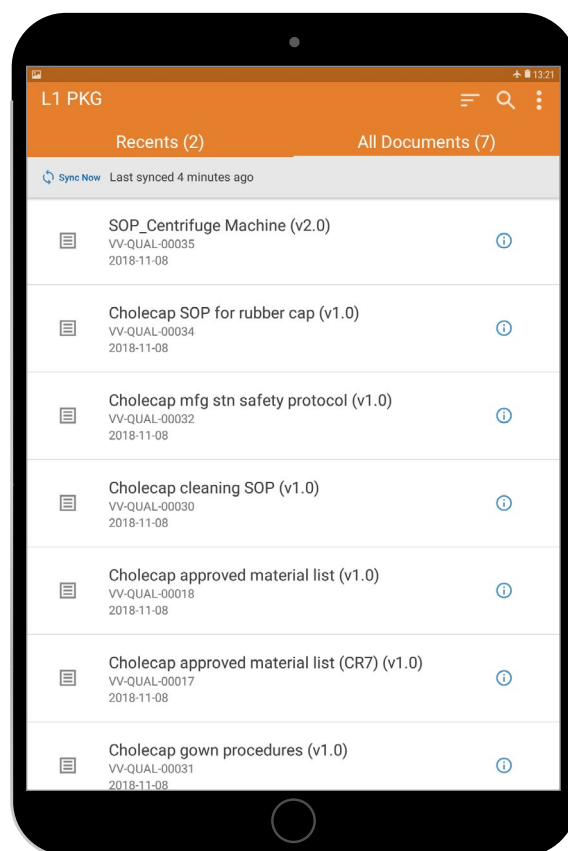 13:21
L1 PKG
Recents (2)
All Documents (7)
Sync Now Last synced 4 minutes ago
SOP_Centrifuge Machine (v2.0)
VV-QUAL-00035
2018-11-08
Cholecap SOP for rubber cap (v1.0)
VV-QUAL-00034
2018-11-08
Cholecap mfg stn safety protocol (v1.0)
VV-QUAL-00032
2018-11-08
Cholecap cleaning SOP (v1.0)
VV-QUAL-00030
2018-11-08
Cholecap approved material list (v1.0)
VV-QUAL-00018
2018-11-08
Cholecap approved material list (CR7) (v1.0)
VV-QUAL-00017
2018-11-08
Cholecap gown procedures (v1.0)
VV-QUAL-00031
2018-11-08